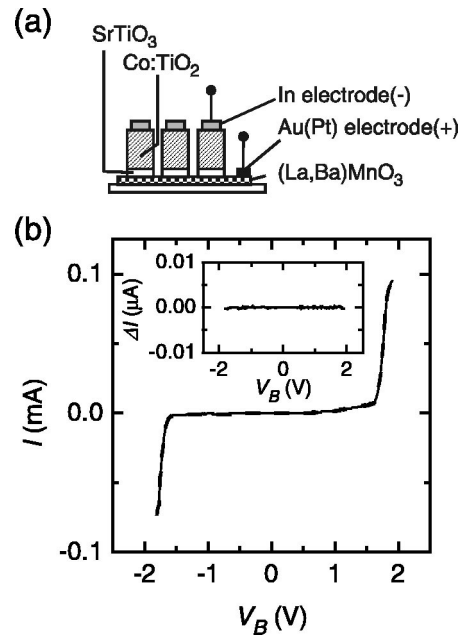 (a)
SrTiO3
Co:TiO2
In electrode(-)
Au(Pt) electrode(+)
(La,Ba)MnO3
(b)
0.1
0.0
-0.1
I (mA)
0.01
0.00
-0.01
ΔI (μA)
-2 0 2
VB (V)
-2 -1 0 1 2
VB (V)